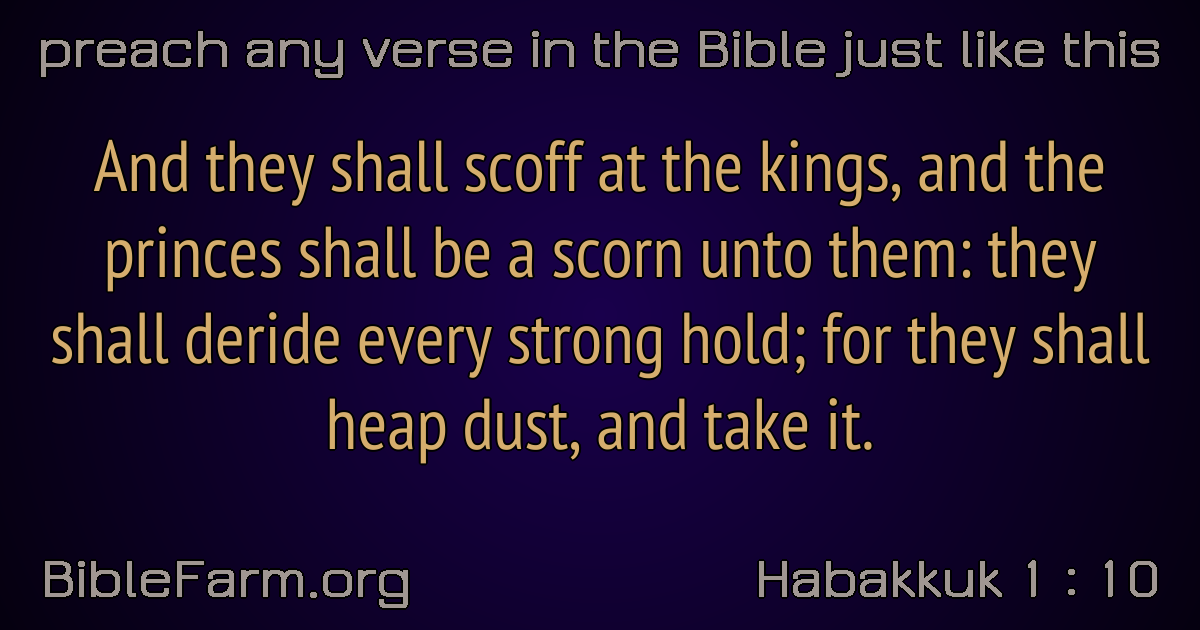 preach any verse in the Bible just like this
And they shall scoff at the kings, and the
princes shall be a scorn unto them: they
shall deride every strong hold; for they shall
heap dust, and take it.
BibleFarm.org
Habakkuk 1 : 10